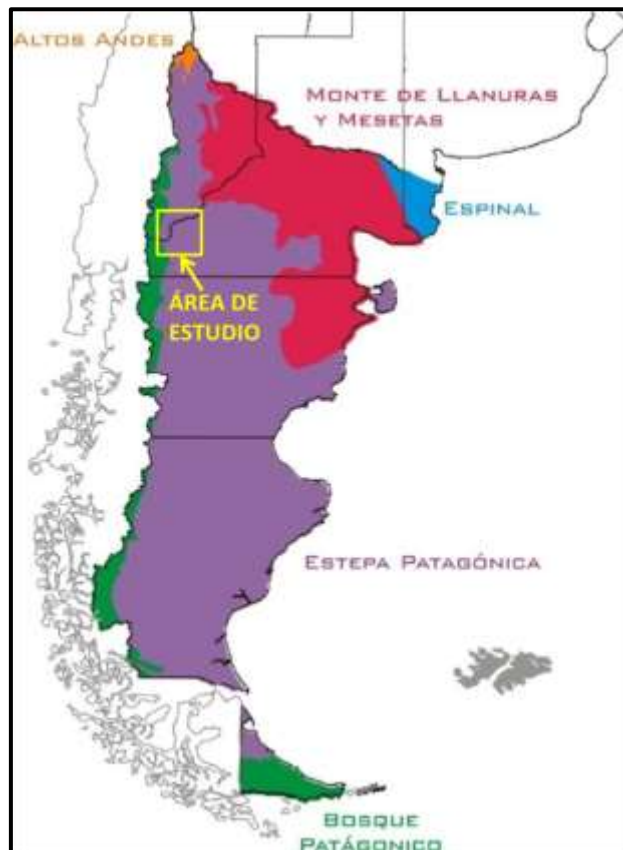 ALTOS ANDES
MONTE DE LLANURAS
Y MESETAS
ESPINAL
ÁREA DE
ESTUDIO
ESTEPA PATAGÓNICA
BOSQUE
PATÁGONICO